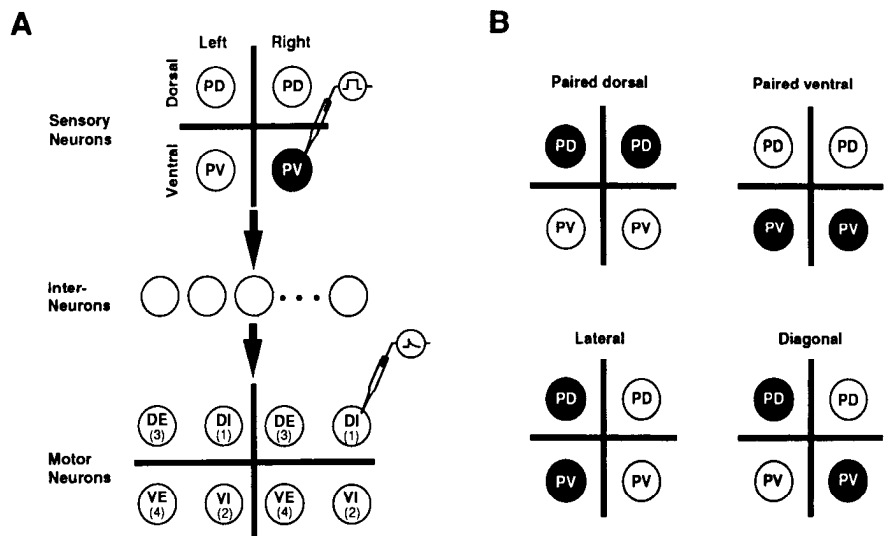 A
Left Right
Dorsal
PD PD
Sensory
Neurons
Ventral
PV PV
Inter-
Neurons
. . .
DE DI DE DI
(3) (1) (3) (1)
Motor
Neurons
VE VI VE VI
(4) (2) (4) (2)
B
Paired dorsal Paired ventral
PD PD PD PD
PV PV PV PV
Lateral Diagonal
PD PD PD PD
PV PV PV PV